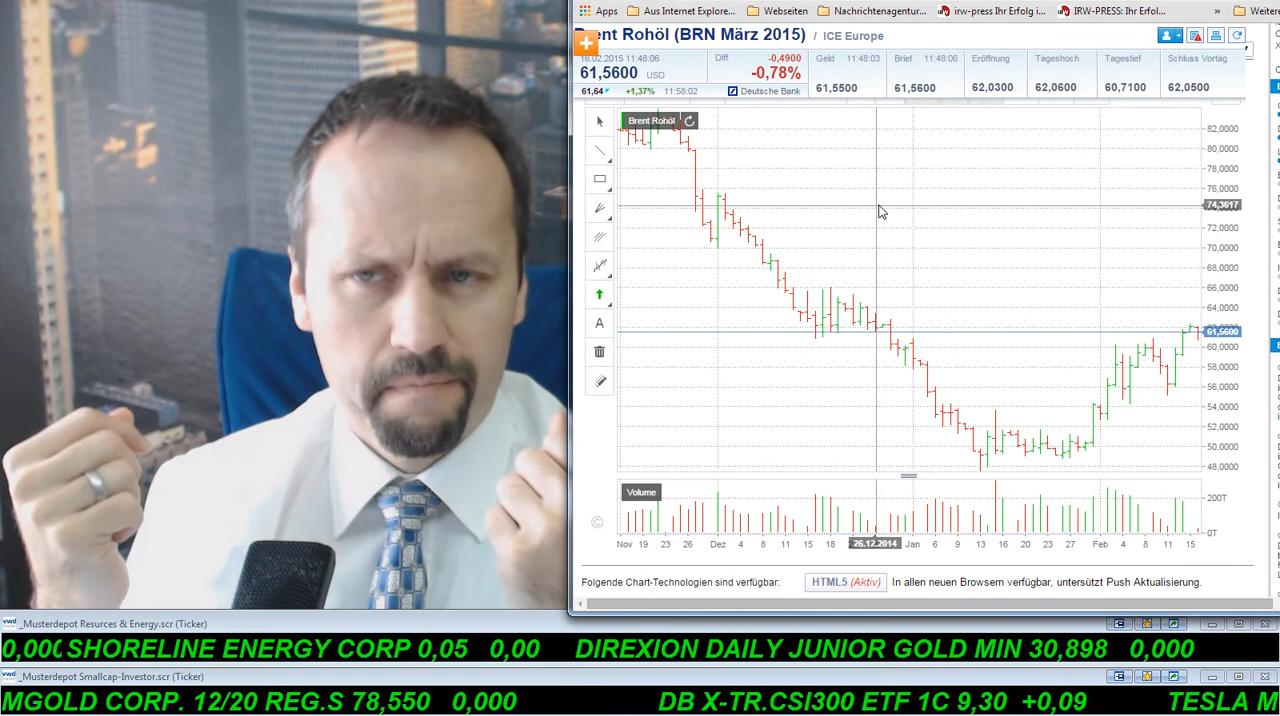 Apps Aus Internet Explore... Webseiten Nachrichtenagentur... irw-press Ihr Erfolg i... IRW-PRESS: Ihr Erfol... » Weitere
Brent Rohöl (BRN März 2015) / ICE Europe
16.02.2015 11:48:06 Diff. -0,4900 Geld 11:48:03 Brief 11:48:06 Eröffnung Tageshoch Tagestief Schluss Vortag
61,5600 USD -0,78% 61,5500 61,5600 62,0300 62,0600 60,7100 62,0500
61,64 +1,37% 11:58:02 Deutsche Bank
Brent Rohöl
82,0000
80,0000
78,0000
76,0000
74,3617
72,0000
70,0000
68,0000
66,0000
64,0000
61,5600
60,0000
58,0000
56,0000
54,0000
52,0000
50,0000
48,0000
A
Volume
200T
©
0T
Nov 19 23 26 Dez 4 8 11 15 18 26.12.2014 Jan 6 9 13 16 20 23 27 Feb 4 8 11 15
Folgende Chart-Technologien sind verfügbar: HTML5 (Aktiv) In allen neuen Browsern verfügbar, untersützt Push Aktualisierung.
vwd _Musterdepot Resurces & Energy.scr (Ticker)
SHORELINE ENERGY CORP 0,05 0,00 DIREXION DAILY JUNIOR GOLD MIN 30,898 0,000
vwd _Musterdepot Smallcap-Investor.scr (Ticker)
MGOLD CORP. 12/20 REG.S 78,550 0,000 DB X-TR.CSI300 ETF 1C 9,30 +0,09 TESLA M